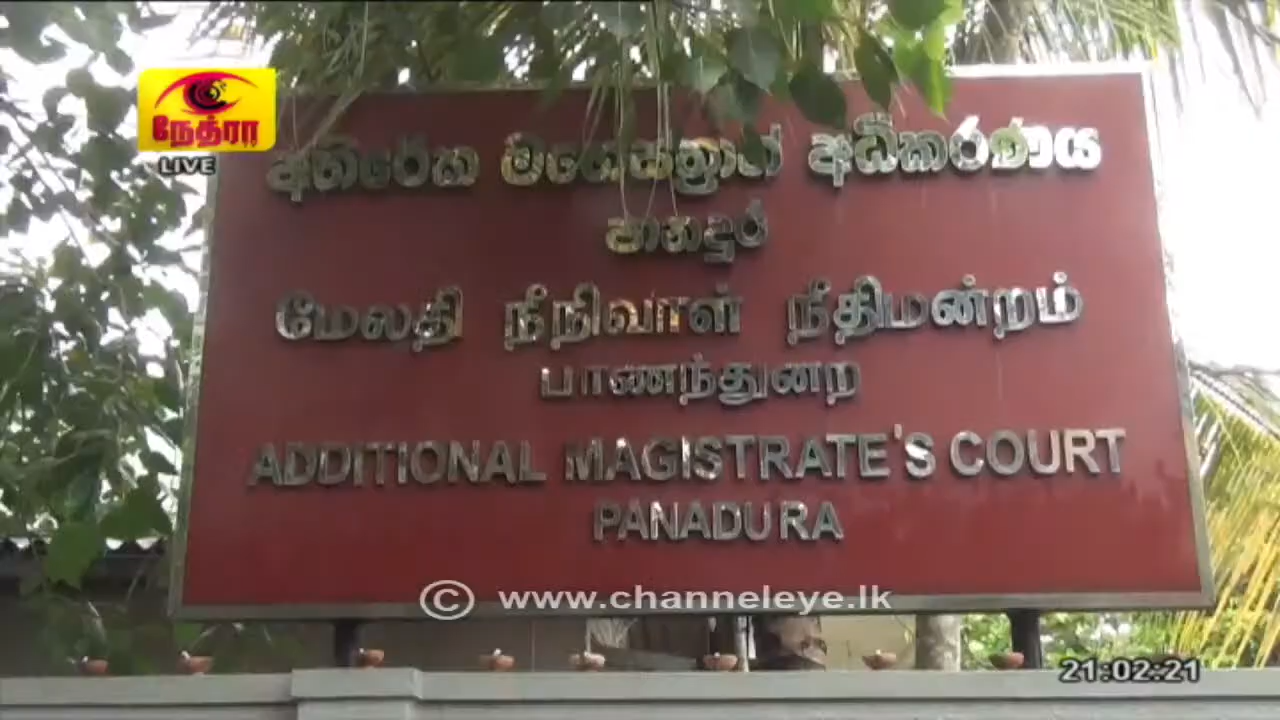 நேத்ரா
LIVE
අතිරේක මහේස්ත්‍රාත් අධිකරණය
පානදුර
மேலதி நீநிவாள் நீதிமன்றம்
பாணந்துறை
ADDITIONAL MAGISTRATE'S COURT
PANADURA
© www.channeleye.lk
21:02:21